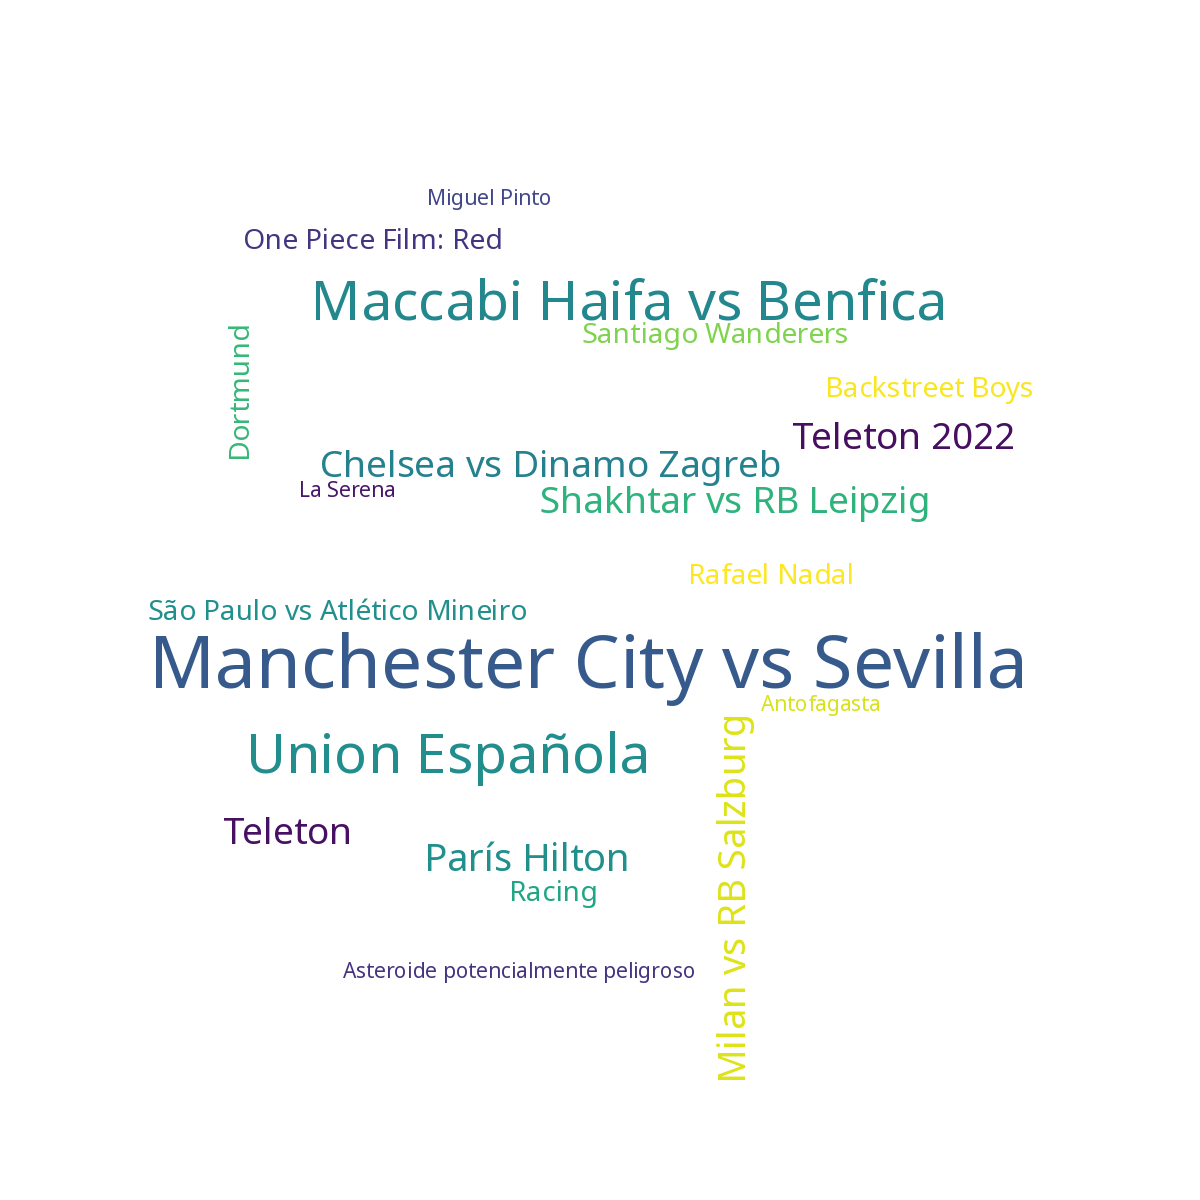 Miguel Pinto
One Piece Film: Red
Maccabi Haifa vs Benfica
Santiago Wanderers
Dortmund
Backstreet Boys
Teleton 2022
Chelsea vs Dinamo Zagreb
La Serena
Shakhtar vs RB Leipzig
Rafael Nadal
São Paulo vs Atlético Mineiro
Manchester City vs Sevilla
Antofagasta
Union Española
Milan vs RB Salzburg
Teleton
París Hilton
Racing
Asteroide potencialmente peligroso